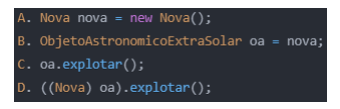 A. Nova nova = new Nova();
B. ObjetoAstronomicoExtraSolar oa = nova;
C. oa.explotar();
D. ((Nova) oa).explotar();